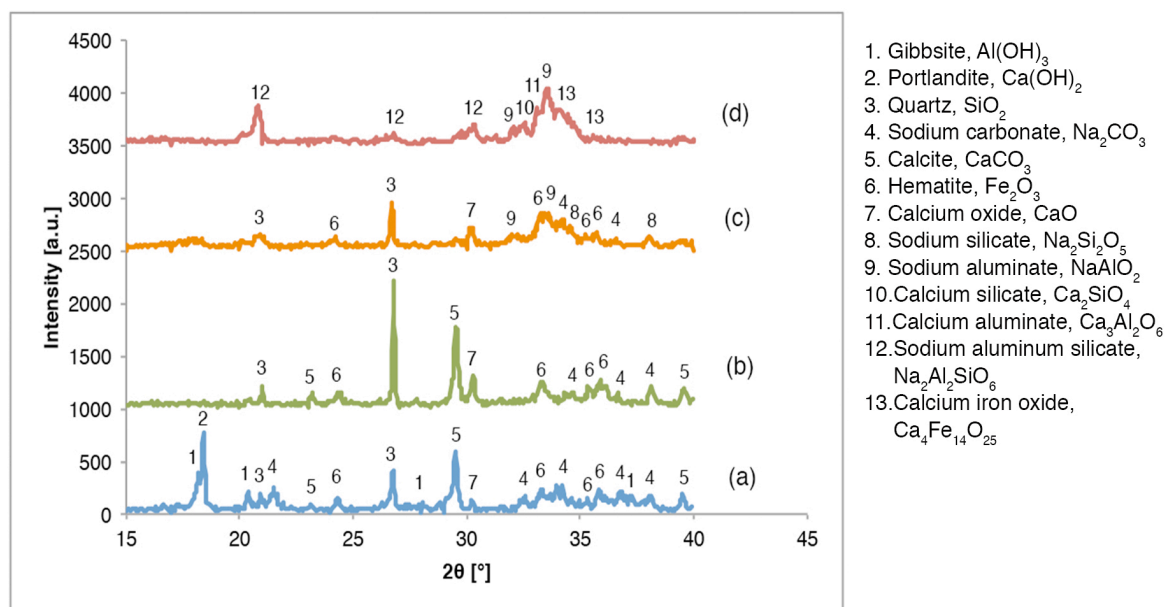 4500
4000
3500
3000
2500
2000
1500
1000
500
0
Intensity [a.u.]
15 20 25 30 35 40 45
2θ [°]
12 12 12 9 10 11 9 13 13 (d)
3 6 3 7 9 6 9 4 8 6 6 4 8 (c)
3 5 6 3 5 7 6 4 6 6 4 4 5 (b)
1 2 1 3 4 5 6 3 1 5 7 4 6 4 6 6 4 1 4 5 (a)
1. Gibbsite, Al(OH)₃
2. Portlandite, Ca(OH)₂
3. Quartz, SiO₂
4. Sodium carbonate, Na₂CO₃
5. Calcite, CaCO₃
6. Hematite, Fe₂O₃
7. Calcium oxide, CaO
8. Sodium silicate, Na₂Si₂O₅
9. Sodium aluminate, NaAlO₂
10.Calcium silicate, Ca₂SiO₄
11.Calcium aluminate, Ca₃Al₂O₆
12.Sodium aluminum silicate,
Na₂Al₂SiO₆
13.Calcium iron oxide,
Ca₄Fe₁₄O₂₅